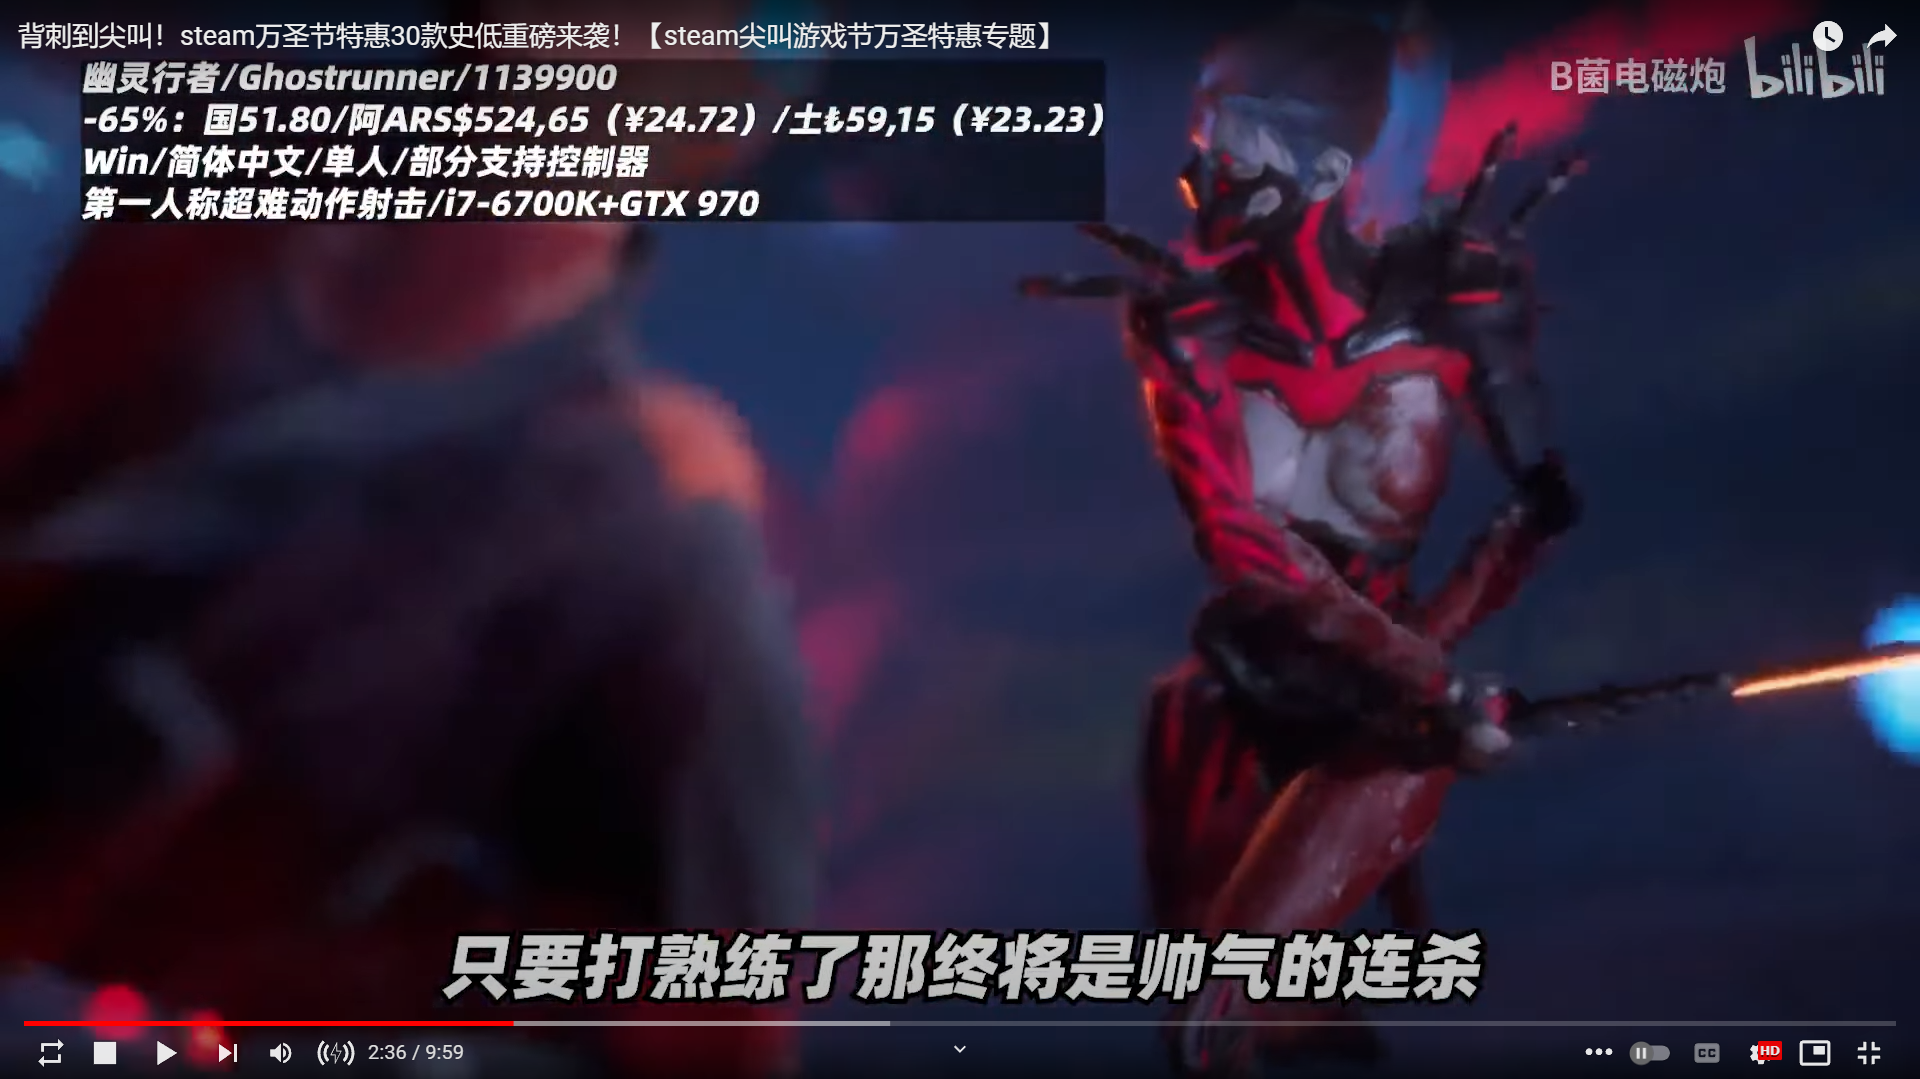 背刺到尖叫！steam万圣节特惠30款史低重磅来袭！【steam尖叫游戏节万圣特惠专题】
幽灵行者/Ghostrunner/1139900
-65%：国51.80/阿ARS$524,65（¥24.72）/土₺59,15（¥23.23）
Win/简体中文/单人/部分支持控制器
第一人称超难动作射击/i7-6700K+GTX 970
B菌电磁炮 bilibili
只要打熟练了那终将是帅气的连杀
2:36 / 9:59
CC
HD